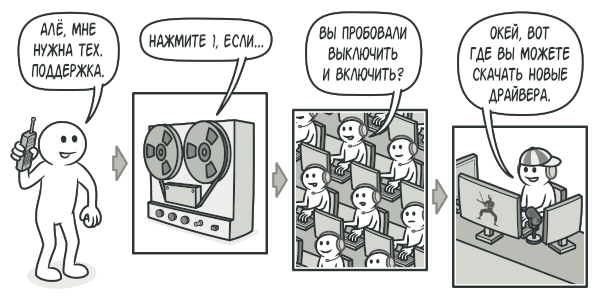 АЛЁ, МНЕ
НУЖНА ТЕХ.
ПОДДЕРЖКА.
НАЖМИТЕ 1, ЕСЛИ...
ВЫ ПРОБОВАЛИ
ВЫКЛЮЧИТЬ
И ВКЛЮЧИТЬ?
ОКЕЙ, ВОТ
ГДЕ ВЫ МОЖЕТЕ
СКАЧАТЬ НОВЫЕ
ДРАЙВЕРА.